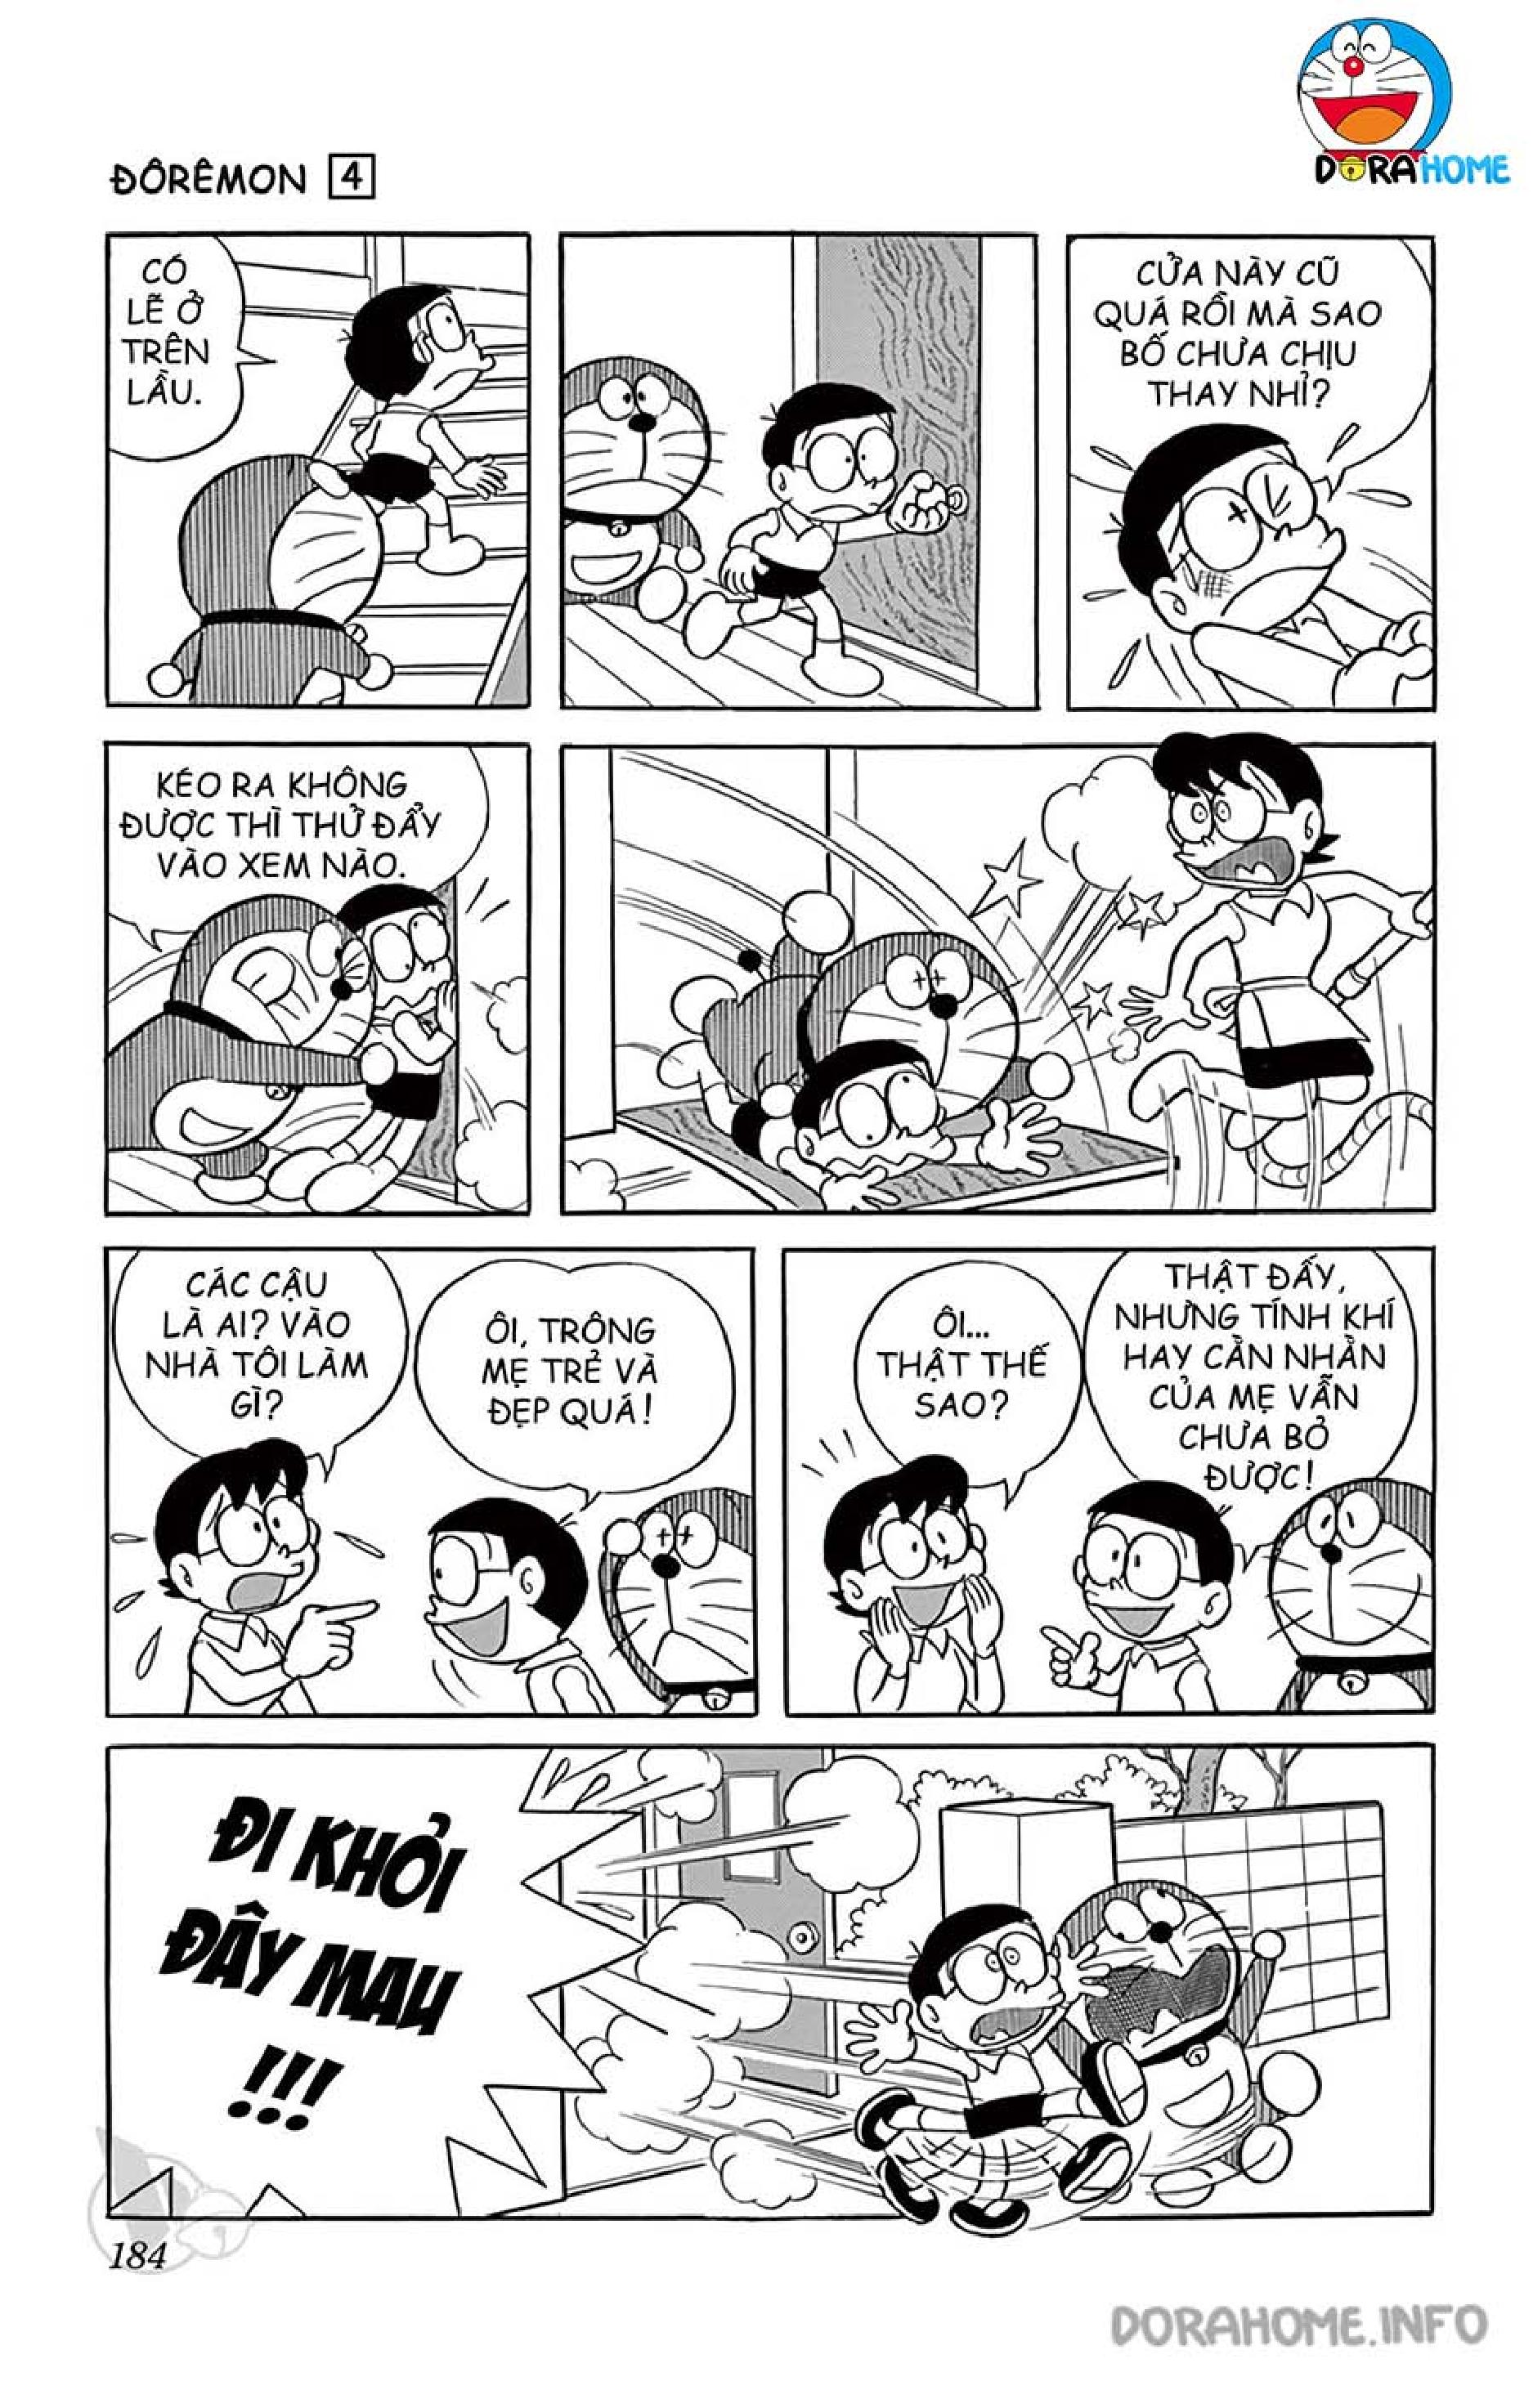 DORAHOME
ĐÔRÊMON 4
CÓ
LẼ Ở
TRÊN
LẦU.
CỬA NÀY CŨ
QUÁ RỒI MÀ SAO
BỐ CHƯA CHỊU
THAY NHỈ?
KÉO RA KHÔNG
ĐƯỢC THÌ THỬ ĐẨY
VÀO XEM NÀO.
CÁC CẬU
LÀ AI? VÀO
NHÀ TÔI LÀM
GÌ?
ÔI, TRÔNG
MẸ TRẺ VÀ
ĐẸP QUÁ!
ÔI...
THẬT THẾ
SAO?
THẬT ĐẤY,
NHƯNG TÍNH KHÍ
HAY CẰN NHẰN
CỦA MẸ VẪN
CHƯA BỎ
ĐƯỢC!
ĐI KHỎI
ĐÂY MAU
!!!
184
DORAHOME.INFO